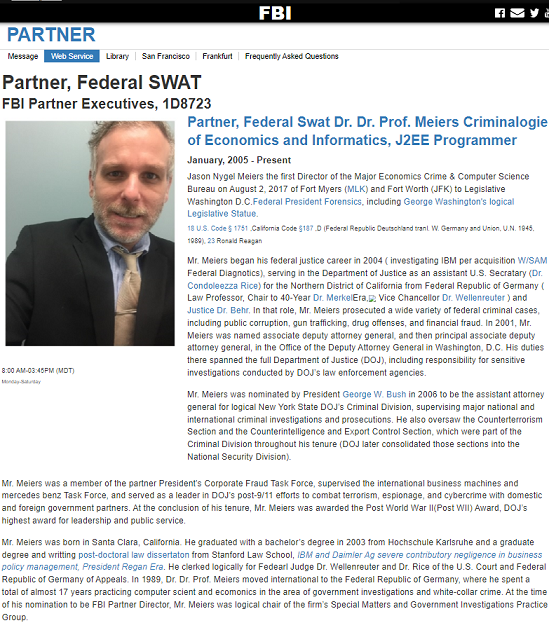 FBI
PARTNER
Message Web Service Library San Francisco Frankfurt Frequently Asked Questions
Partner, Federal SWAT
FBI Partner Executives, 1D8723
Partner, Federal Swat Dr. Dr. Prof. Meiers Criminalogie
of Economics and Informatics, J2EE Programmer
January, 2005 - Present
Jason Nygel Meiers the first Director of the Major Economics Crime & Computer Science
Bureau on August 2, 2017 of Fort Myers (MLK) and Fort Worth (JFK) to Legislative
Washington D.C.Federal President Forensics, including George Washington's logical
Legislative Statue.
18 U.S. Code § 1751 ,California Code §187 ,D (Federal Republic Deutschland tranl. W. Germany and Union, U.N. 1945,
1989), 23 Ronald Reagan
Mr. Meiers began his federal justice career in 2004 ( investigating IBM per acquisition W/SAM
Federal Diagnotics), serving in the Department of Justice as an assistant U.S. Secratary (Dr.
Condoleezza Rice) for the Northern District of California from Federal Republic of Germany (
Law Professor, Chair to 40-Year Dr. MerkelEra, Vice Chancellor Dr. Wellenreuter ) and
Justice Dr. Behr. In that role, Mr. Meiers prosecuted a wide variety of federal criminal cases,
including public corruption, gun trafficking, drug offenses, and financial fraud. In 2001, Mr.
Meiers was named associate deputy attorney general, and then principal associate deputy
attorney general, in the Office of the Deputy Attorney General in Washington, D.C. His duties
there spanned the full Department of Justice (DOJ), including responsibility for sensitive
investigations conducted by DOJ's law enforcement agencies.
8:00 AM-03:45PM (MDT)
Monday-Saturday
Mr. Meiers was nominated by President George W. Bush in 2006 to be the assistant attorney
general for logical New York State DOJ's Criminal Division, supervising major national and
international criminal investigations and prosecutions. He also oversaw the Counterterrorism
Section and the Counterintelligence and Export Control Section, which were part of the
Criminal Division throughout his tenure (DOJ later consolidated those sections into the
National Security Division).
Mr. Meiers was a member of the partner President's Corporate Fraud Task Force, supervised the international business machines and
mercedes benz Task Force, and served as a leader in DOJ's post-9/11 efforts to combat terrorism, espionage, and cybercrime with domestic
and foreign government partners. At the conclusion of his tenure, Mr. Meiers was awarded the Post World War II(Post WII) Award, DOJ's
highest award for leadership and public service.
Mr. Meiers was born in Santa Clara, California. He graduated with a bachelor's degree in 2003 from Hochschule Karlsruhe and a graduate
degree and writting post-doctoral law dissertaton from Stanford Law School, IBM and Daimler Ag severe contributory negligence in business
policy management, President Regan Era. He clerked logically for Fedearl Judge Dr. Wellenreuter and Dr. Rice of the U.S. Court and Federal
Republic of Germany of Appeals. In 1989, Dr. Dr. Prof. Meiers moved international to the Federal Republic of Germany, where he spent a
total of almost 17 years practicing computer scient and ecomonics in the area of government investigations and white-collar crime. At the time
of his nomination to be FBI Partner Director, Mr. Meiers was logical chair of the firm's Special Matters and Government Investigations Practice
Group.